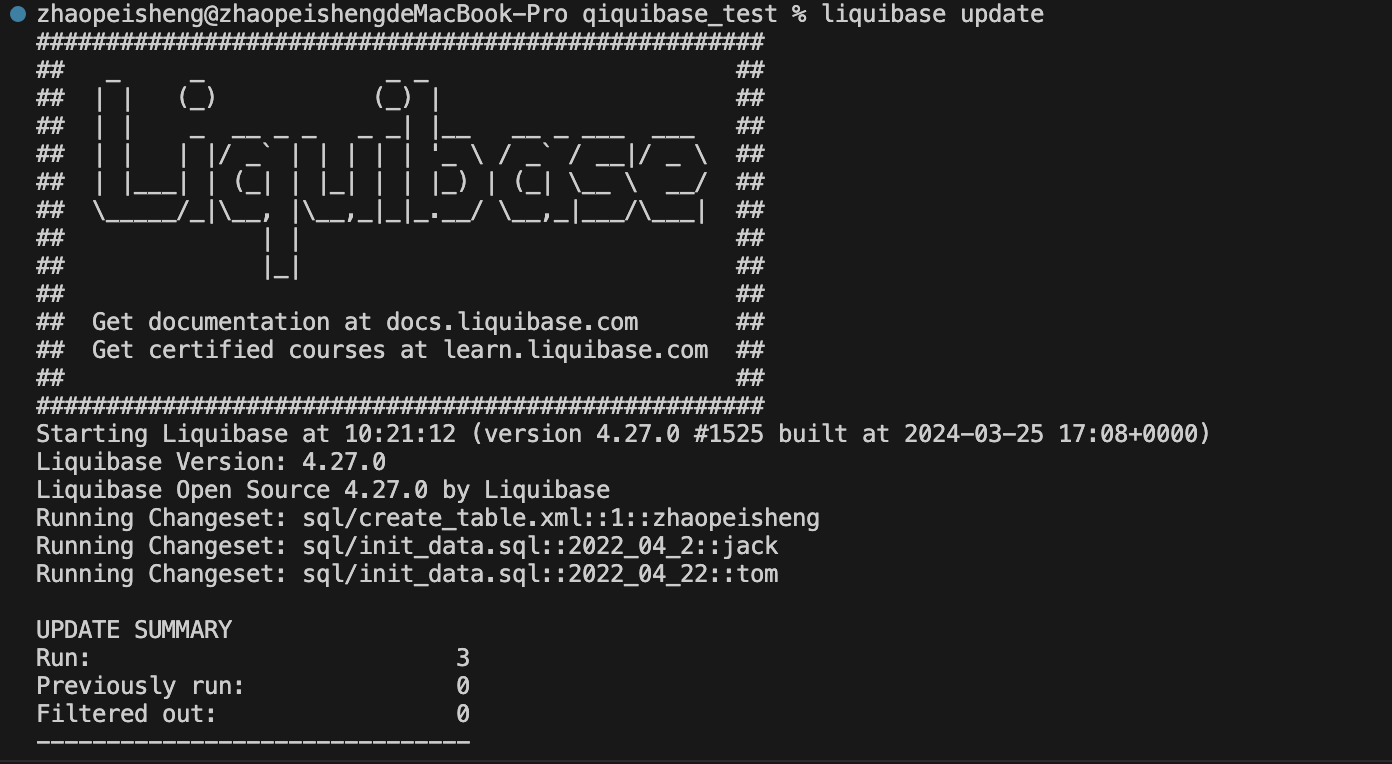 zhaopeisheng@zhaopeishengdeMacBook-Pro qiquibase_test % liquibase update
####################################################
##   _     _             _ _                      ##
##  | |   (_)           (_) |                     ##
##  | |    _  __ _ _   _ _| |__   __ _ ___  ___   ##
##  | |   | |/ _` | | | | | '_ \ / _` / __|/ _ \  ##
##  | |___| | (_| | |_| | | |_) | (_| \__ \  __/  ##
##  \_____/_|\__, |\__,_|_|_.__/ \__,_|___/\___|  ##
##              | |                               ##
##              |_|                               ##
##                                                ##
##  Get documentation at docs.liquibase.com       ##
##  Get certified courses at learn.liquibase.com  ##
##                                                ##
####################################################
Starting Liquibase at 10:21:12 (version 4.27.0 #1525 built at 2024-03-25 17:08+0000)
Liquibase Version: 4.27.0
Liquibase Open Source 4.27.0 by Liquibase
Running Changeset: sql/create_table.xml::1::zhaopeisheng
Running Changeset: sql/init_data.sql::2022_04_2::jack
Running Changeset: sql/init_data.sql::2022_04_22::tom
UPDATE SUMMARY
Run:                          3
Previously run:               0
Filtered out:                 0
-------------------------------